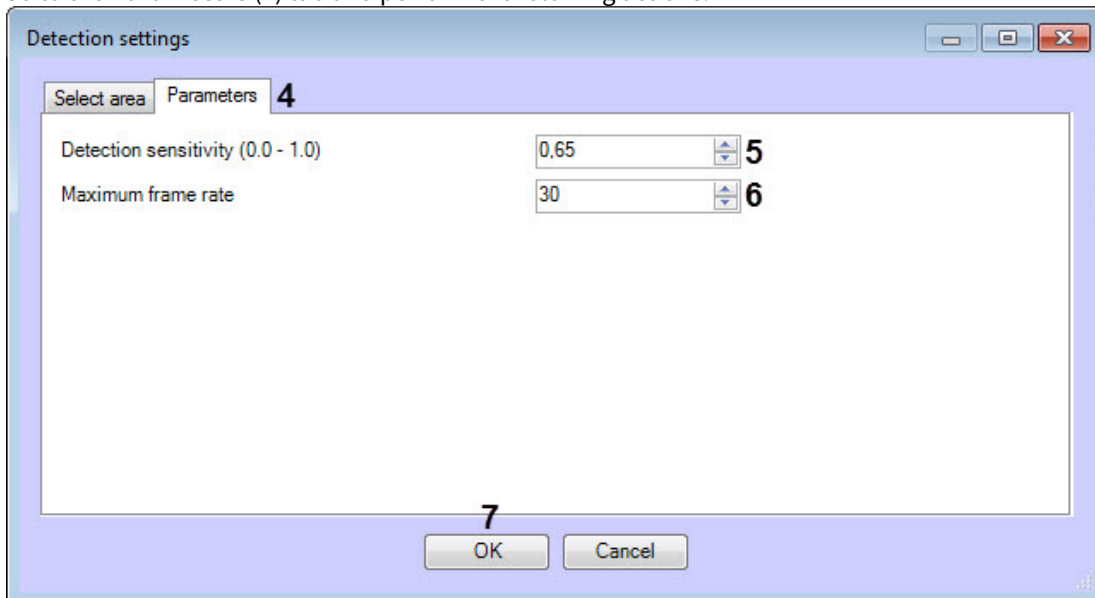 Detection settings
Select area Parameters 4
Detection sensitivity (0.0 - 1.0) 0,65 5
Maximum frame rate 30 6
7
OK Cancel